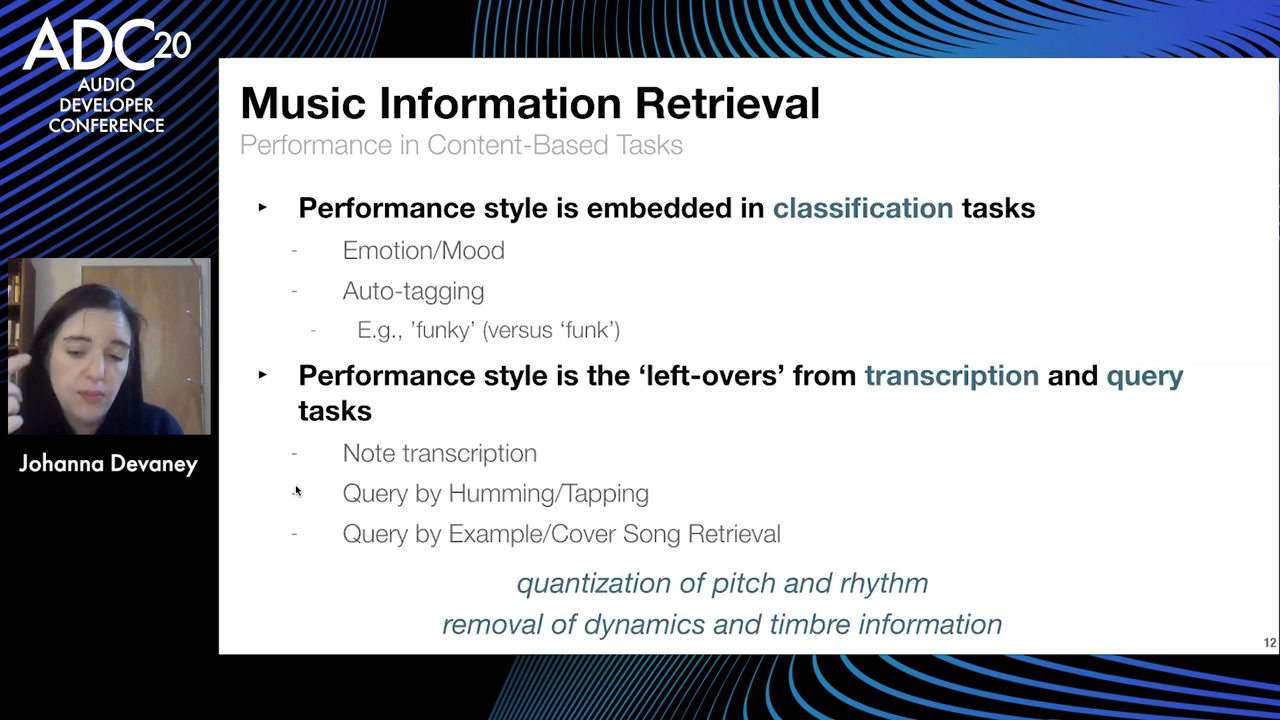 ADC20
AUDIO
DEVELOPER
CONFERENCE
Music Information Retrieval
Performance in Content-Based Tasks
‣ Performance style is embedded in classification tasks
- Emotion/Mood
- Auto-tagging
- E.g., ’funky’ (versus ‘funk’)
‣ Performance style is the ‘left-overs’ from transcription and query
tasks
- Note transcription
- Query by Humming/Tapping
- Query by Example/Cover Song Retrieval
quantization of pitch and rhythm
removal of dynamics and timbre information
12
Johanna Devaney